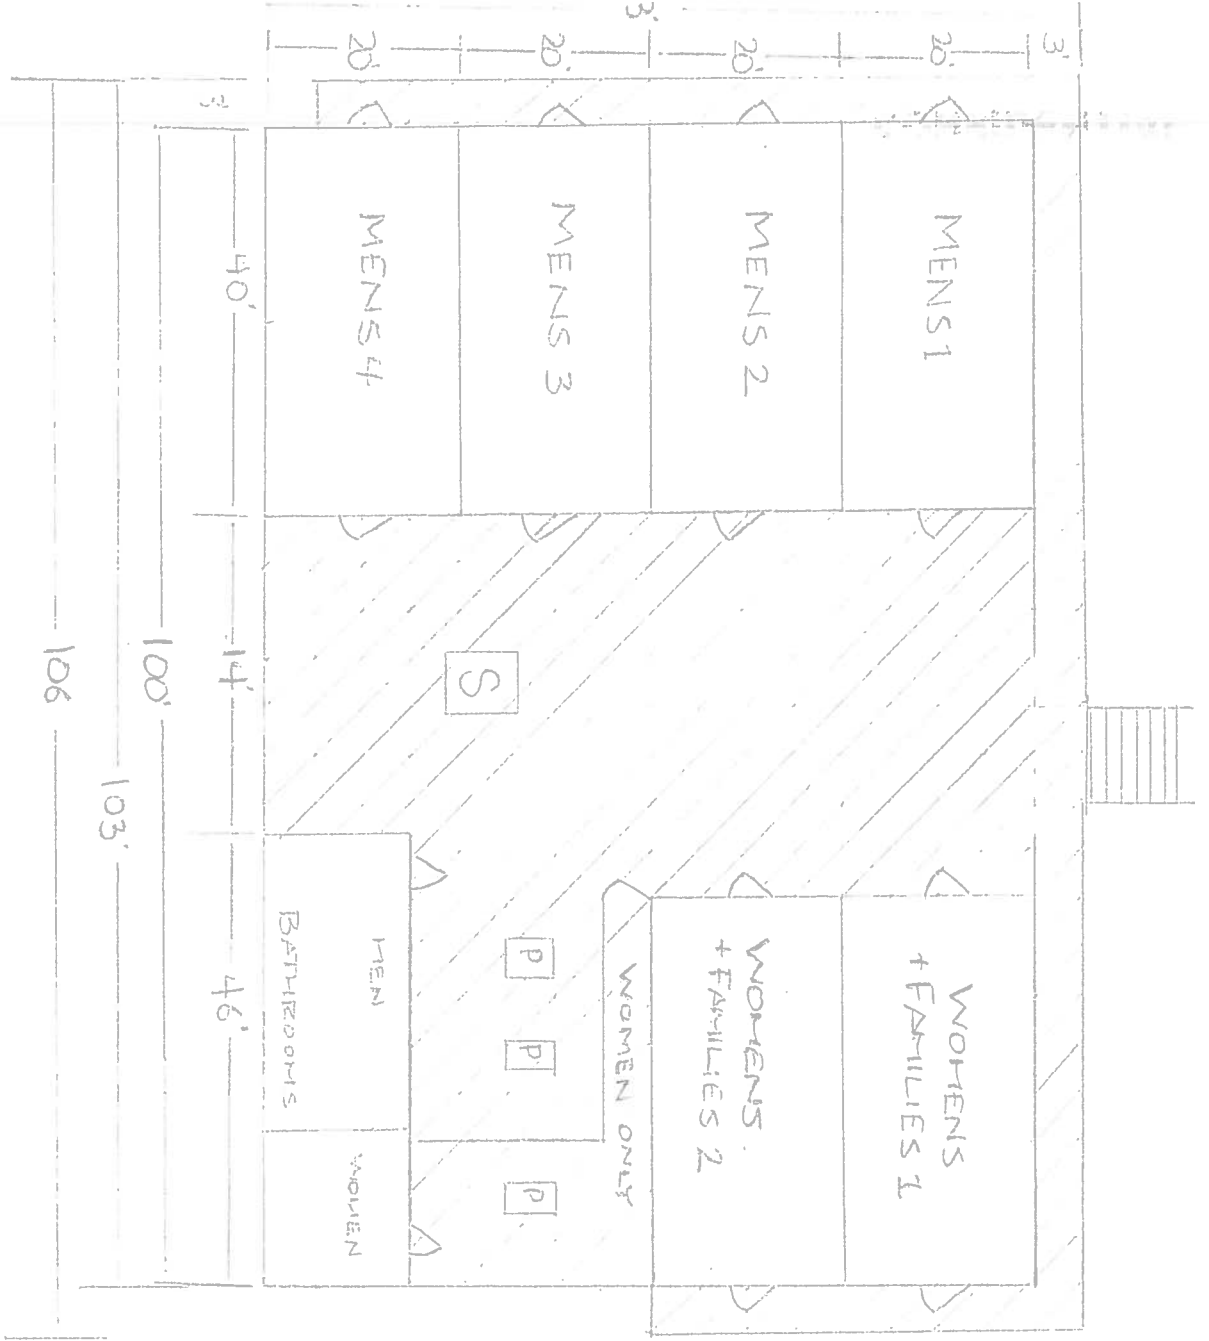 3'
20'
20'
20'
20'
3'
3'
MENS 4
MENS 3
MENS 2
MENS 1
40'
14'
46'
100'
103'
106
S
MEN
BATHROOMS
WOMEN
P
P
P
WOMEN ONLY
WOMENS
+ FAMILIES 2
WOMENS
+ FAMILIES 1